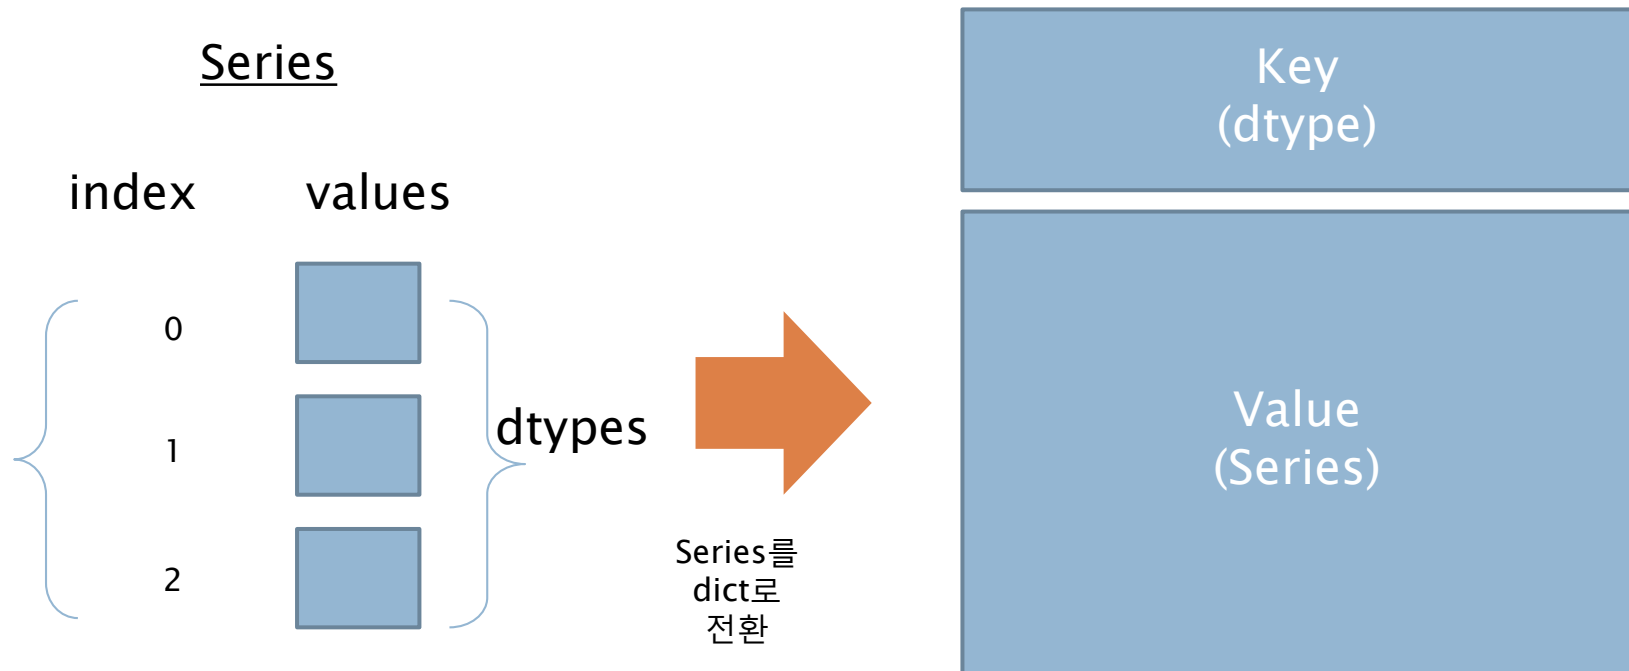 Series
index values
0
1
2
dtypes
Series를
dict로
전환
Key
(dtype)
Value
(Series)